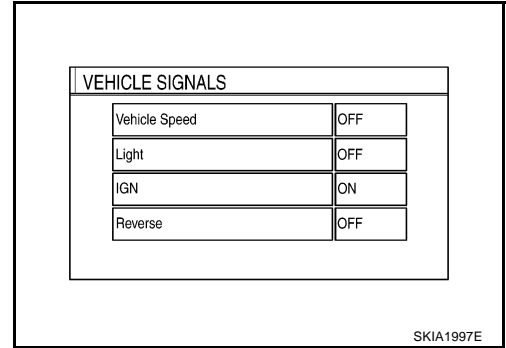 VEHICLE SIGNALS
Vehicle Speed OFF
Light OFF
IGN ON
Reverse OFF
SKIA1997E